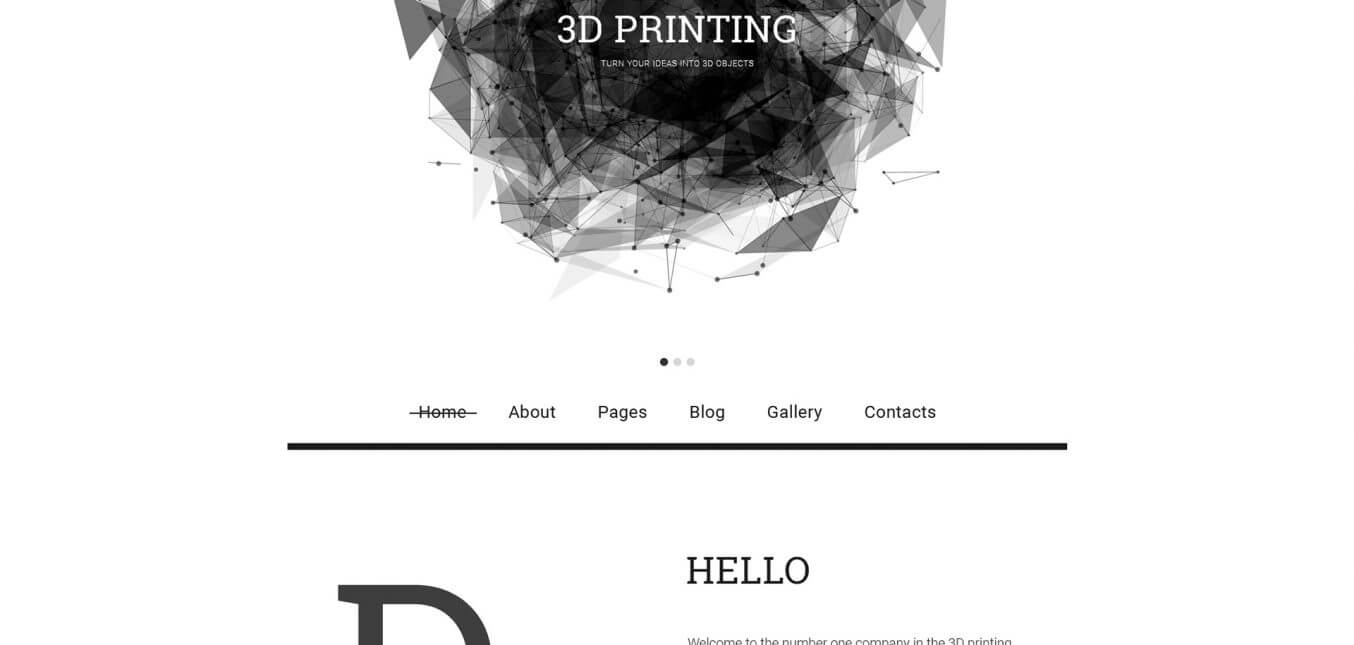 3D PRINTING
TURN YOUR IDEAS INTO 3D OBJECTS
Home About Pages Blog Gallery Contacts
HELLO
D
Welcome to the number one company in the 3D printing